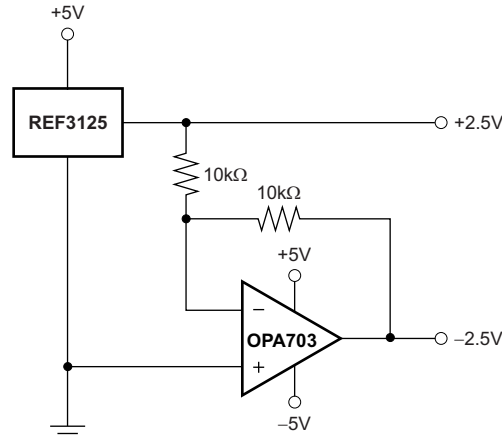 +5V
REF3125
+2.5V
10kΩ
10kΩ
+5V
−
OPA703
+
−2.5V
−5V